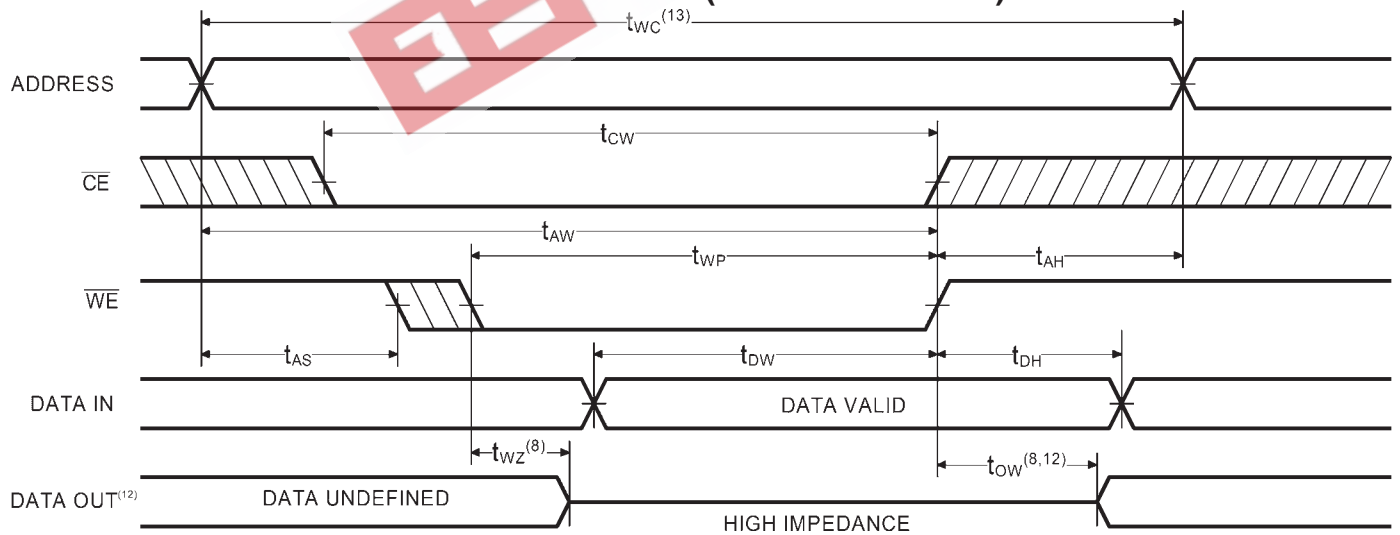 tWC(13)
ADDRESS
tCW
CE
tAW
tWP
tAH
WE
tAS
tDW
tDH
DATA IN
DATA VALID
tWZ(8)
tOW(8,12)
DATA OUT(12)
DATA UNDEFINED
HIGH IMPEDANCE